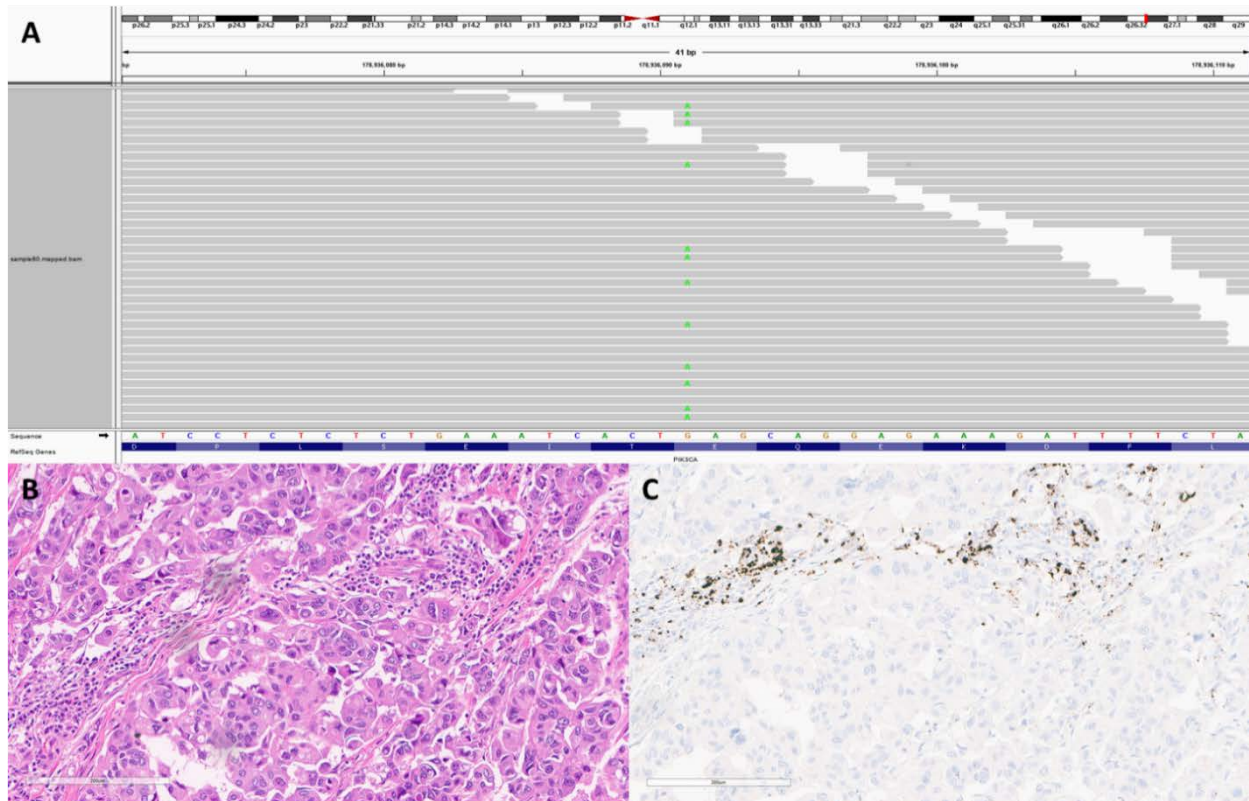 A
p26.2 p25.3 p25.1 p24.3 p24.1 p23 p22.2 p21.33 p21.2 p14.3 p14.2 p14.1 p13 p12.3 p12.2 p11.2 q11.1 q12.1 q13.11 q13.13 q13.31 q13.33 q21.3 q22.2 q23 q24 q25.1 q25.31 q26.1 q26.2 q26.32 q27.1 q28 q29
41 bp
bp 178,936,080 bp 178,936,090 bp 178,936,100 bp 178,936,110 bp
A
A
A
A
A
A
A
A
A
A
A
A
sample80.mapped.bam
Sequence A T C C T C T C T C T G A A A T C A C T G A G C A G G A G A A A G A T T T T C T A
RefSeq Genes D P L S E I T E Q E K D F L
PIK3CA
B
C